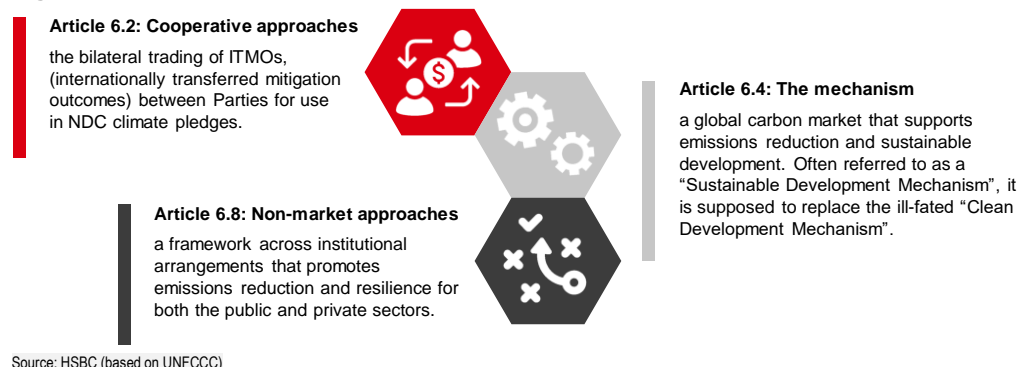 Article 6.2: Cooperative approaches
the bilateral trading of ITMOs,
(internationally transferred mitigation
outcomes) between Parties for use
in NDC climate pledges.
$
Article 6.4: The mechanism
a global carbon market that supports
emissions reduction and sustainable
development. Often referred to as a
“Sustainable Development Mechanism”, it
is supposed to replace the ill-fated “Clean
Development Mechanism”.
Article 6.8: Non-market approaches
a framework across institutional
arrangements that promotes
emissions reduction and resilience for
both the public and private sectors.
Source: HSBC (based on UNFCCC)